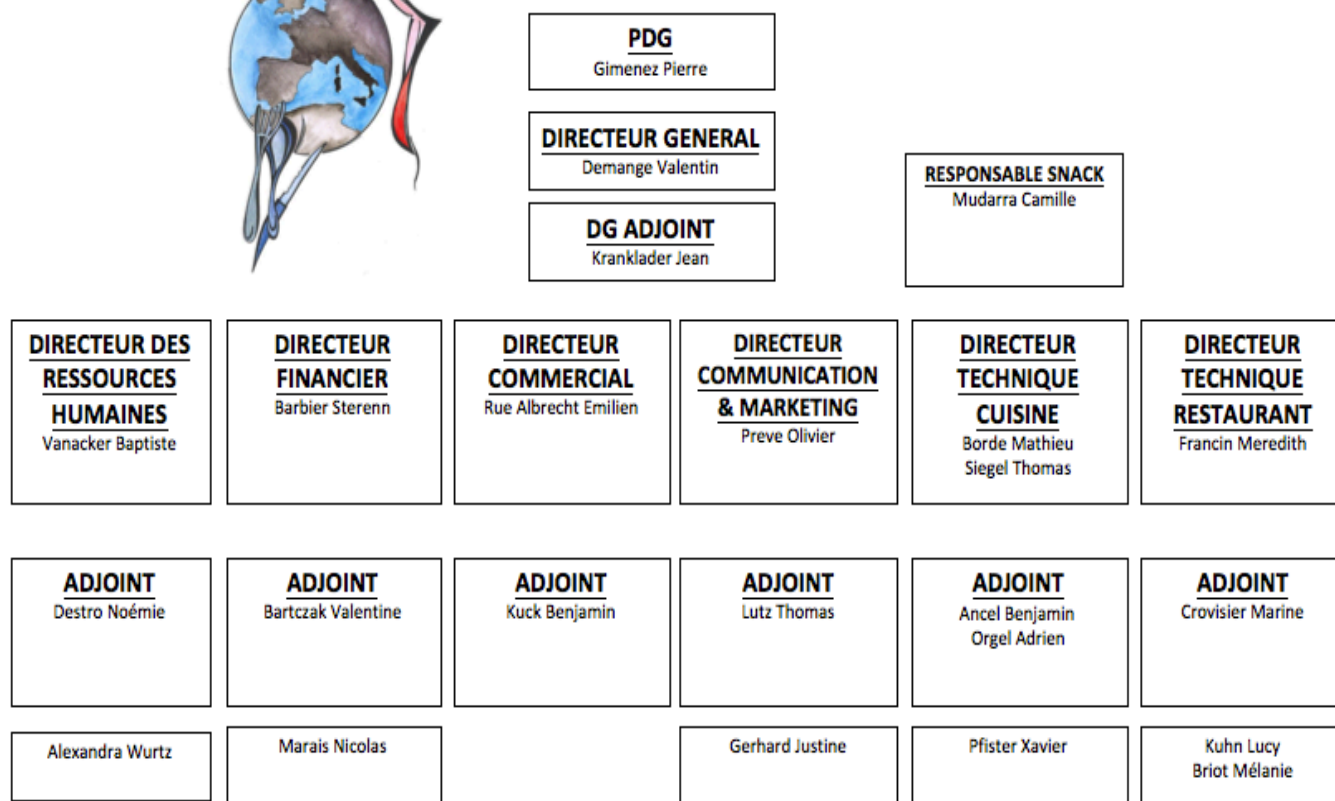 PDG
Gimenez Pierre
DIRECTEUR GENERAL
Demange Valentin
DG ADJOINT
Kranklader Jean
RESPONSABLE SNACK
Mudarra Camille
DIRECTEUR DES
RESSOURCES
HUMAINES
Vanacker Baptiste
DIRECTEUR
FINANCIER
Barbier Sterenn
DIRECTEUR
COMMERCIAL
Rue Albrecht Emilien
DIRECTEUR
COMMUNICATION
& MARKETING
Preve Olivier
DIRECTEUR
TECHNIQUE
CUISINE
Borde Mathieu
Siegel Thomas
DIRECTEUR
TECHNIQUE
RESTAURANT
Francin Meredith
ADJOINT
Destro Noémie
ADJOINT
Bartczak Valentine
ADJOINT
Kuck Benjamin
ADJOINT
Lutz Thomas
ADJOINT
Ancel Benjamin
Orgel Adrien
ADJOINT
Crovisier Marine
Alexandra Wurtz
Marais Nicolas
Gerhard Justine
Pfister Xavier
Kuhn Lucy
Briot Mélanie